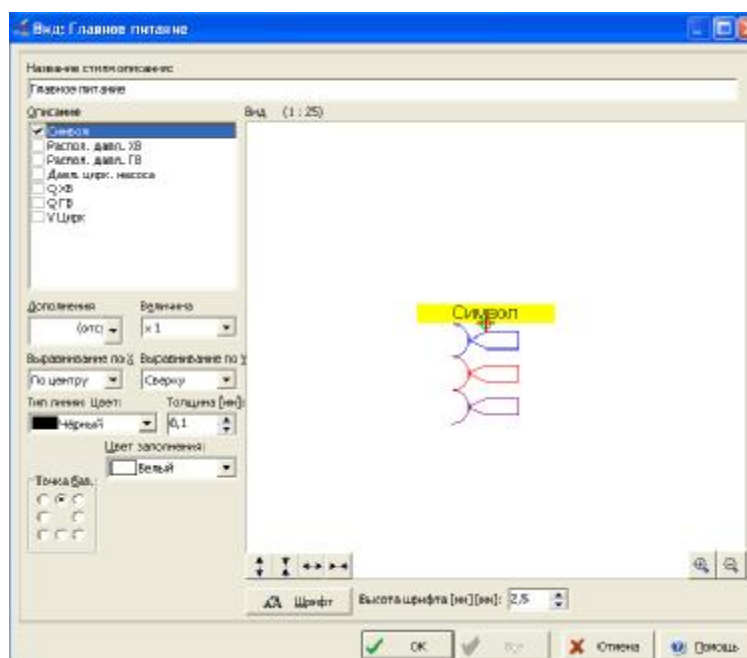 Вид: Главное питание
Название стиля описание:
Главное питание
Описание
Вид (1 : 25)
Символ
Распол. давл. ХВ
Распол. давл. ГВ
Давл. цирк. насоса
Q ХВ
Q ГВ
V Цирк
Символ
Дополнения
Величина
(отс)
x 1
Выравнивание по X
Выравнивание по Y
По центру
Сверху
Тип линии:
Цвет:
Толщина [мм]:
Чёрный
0,1
Цвет заполнения:
Белый
Точка баз.:
Шрифт
Высота шрифта [мм][мм]:
2,5
OK
Все
Отмена
Помощь